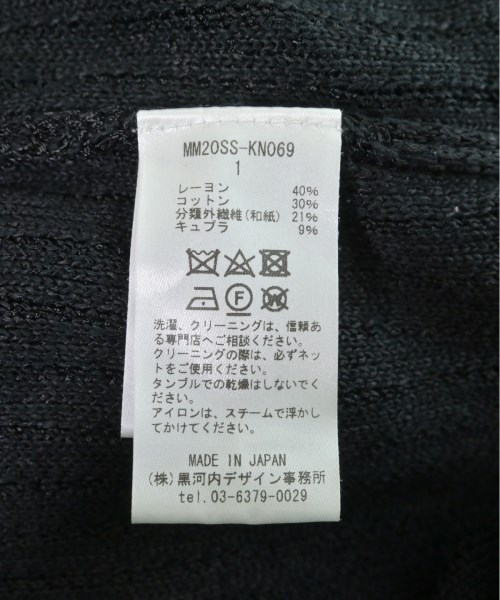 MM20SS-KN069
1
レーヨン 40%
コットン 30%
分類外繊維(和紙) 21%
キュプラ 9%
F W
洗濯、クリーニングは、信頼あ
る専門店へご相談ください。
クリーニングの際は、必ずネッ
トをご使用ください。
タンブルでの乾燥はしないでく
ださい。
アイロンは、スチームで浮かし
てかけてください。
MADE IN JAPAN
(株)黒河内デザイン事務所
tel.03-6379-0029